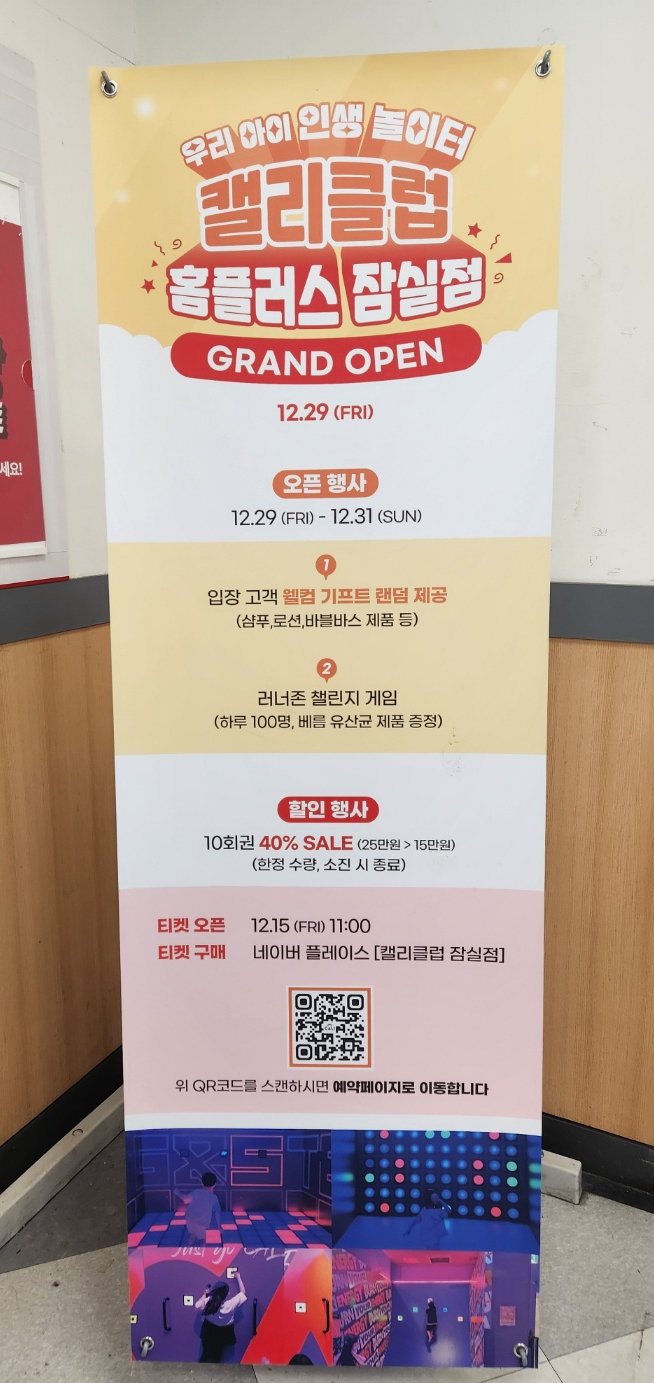 우리 아이 인생 놀이터
캘리클럽
홈플러스 잠실점
GRAND OPEN
12.29 (FRI)
오픈 행사
12.29 (FRI) - 12.31 (SUN)
1
입장 고객 웰컴 기프트 랜덤 제공
(샴푸,로션,바블바스 제품 등)
2
러너존 챌린지 게임
(하루 100명, 베름 유산균 제품 증정)
할인 행사
10회권 40% SALE (25만원 > 15만원)
(한정 수량, 소진 시 종료)
티켓 오픈 12.15 (FRI) 11:00
티켓 구매 네이버 플레이스 [캘리클럽 잠실점]
위 QR코드를 스캔하시면 예약페이지로 이동합니다
세요!
G&ST
Just go